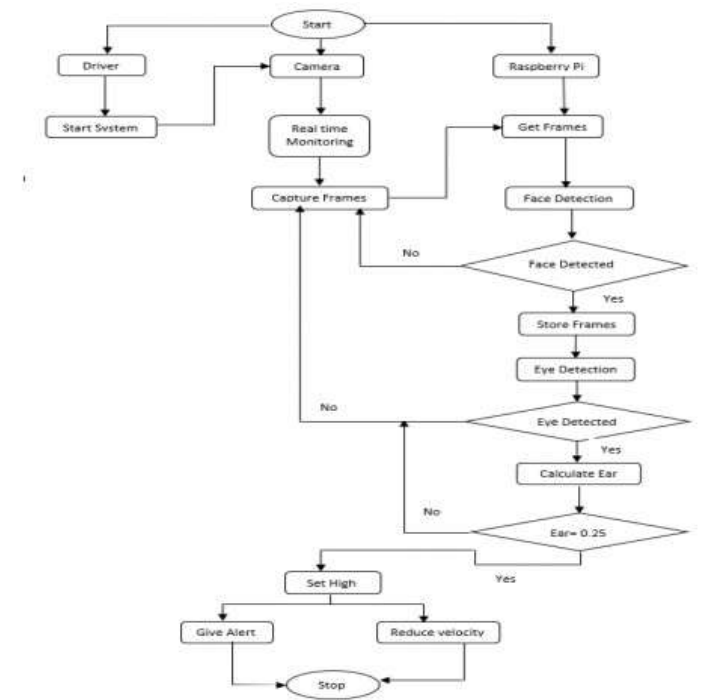 Start
Driver
Camera
Raspberry Pi
Start System
Real time
Monitoring
Get Frames
Capture Frames
Face Detection
No
Face Detected
Yes
Store Frames
Eye Detection
No
Eye Detected
Yes
Calculate Ear
No
Ear= 0.25
Yes
Set High
Give Alert
Reduce velocity
Stop